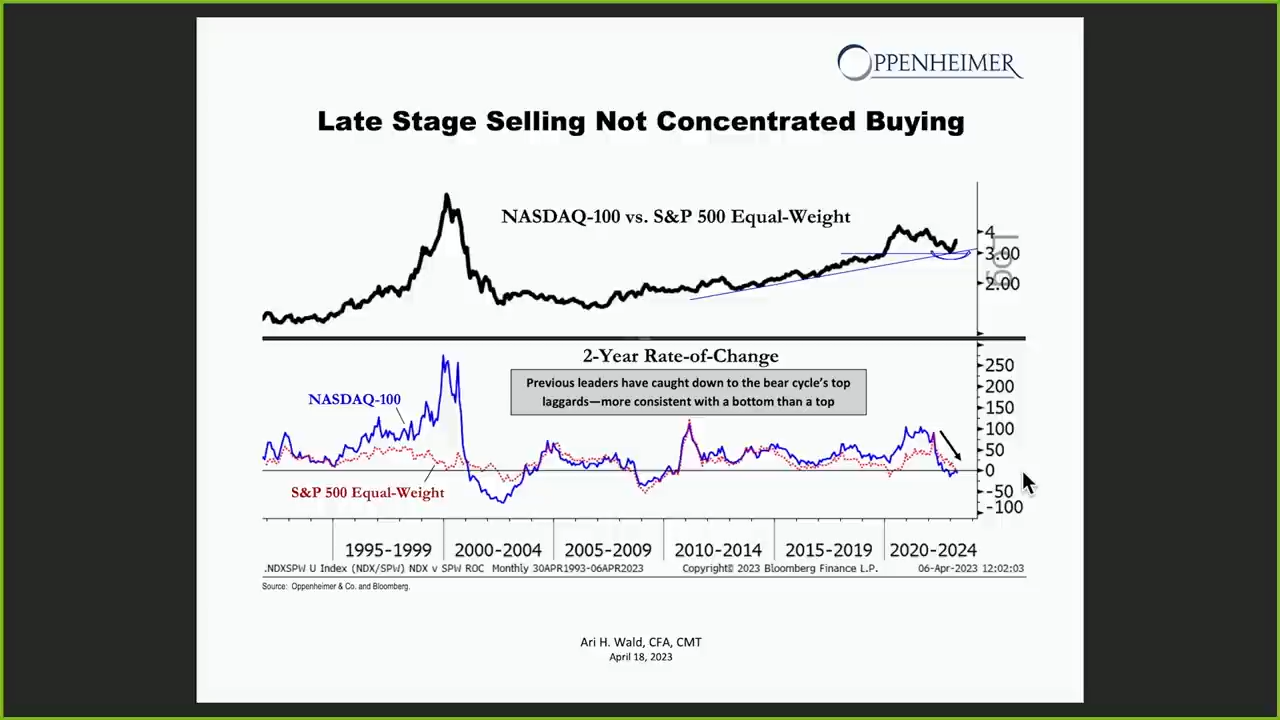 OPPENHEIMER
Late Stage Selling Not Concentrated Buying
NASDAQ-100 vs. S&P 500 Equal-Weight
4
3.00
2.00
Log
2-Year Rate-of-Change
Previous leaders have caught down to the bear cycle's top
laggards—more consistent with a bottom than a top
NASDAQ-100
S&P 500 Equal-Weight
250
200
150
100
50
0
-50
-100
1995-1999 2000-2004 2005-2009 2010-2014 2015-2019 2020-2024
.NDXSPW U Index (NDX/SPW) NDX v SPW ROC Monthly 30APR1993-06APR2023 Copyright© 2023 Bloomberg Finance L.P. 06-Apr-2023 12:02:03
Source: Oppenheimer & Co. and Bloomberg.
Ari H. Wald, CFA, CMT
April 18, 2023